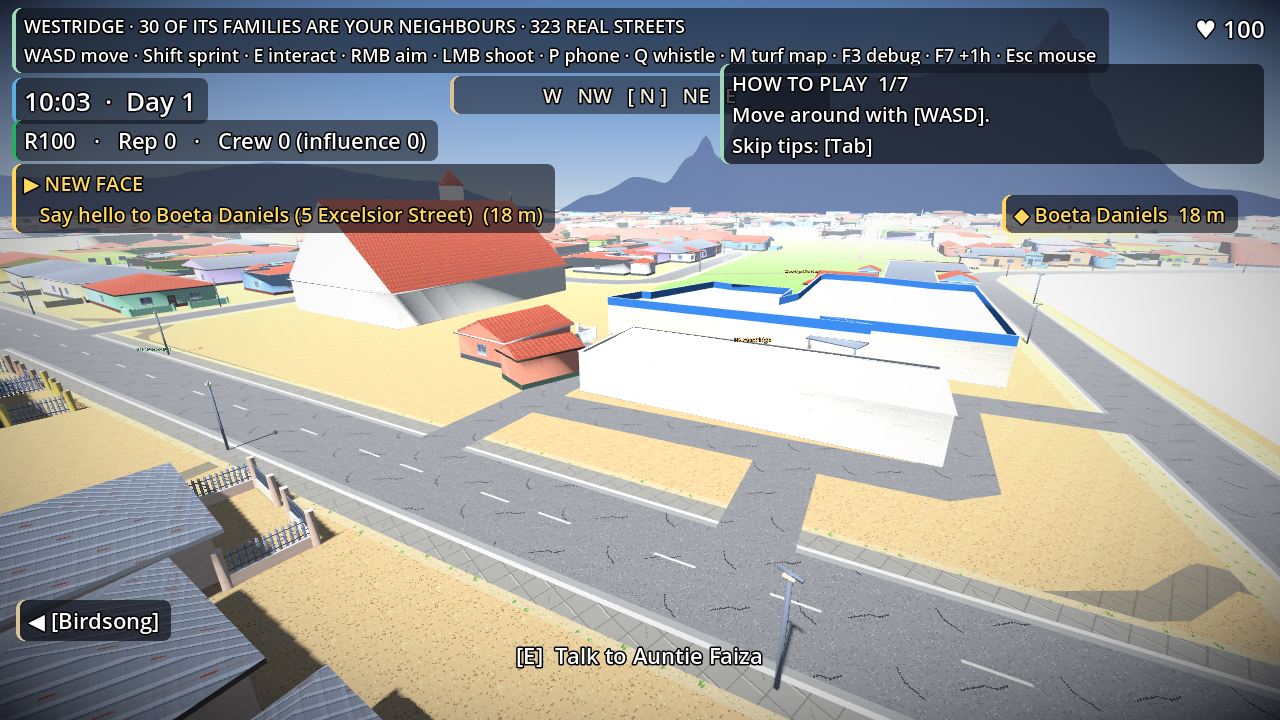 WESTRIDGE · 30 OF ITS FAMILIES ARE YOUR NEIGHBOURS · 323 REAL STREETS
WASD move · Shift sprint · E interact · RMB aim · LMB shoot · P phone · Q whistle · M turf map · F3 debug · F7 +1h · Esc mouse
♥ 100
10:03 · Day 1
W NW [ N ] NE E
HOW TO PLAY 1/7
Move around with [WASD].
Skip tips: [Tab]
R100 · Rep 0 · Crew 0 (influence 0)
▶ NEW FACE
Say hello to Boeta Daniels (5 Excelsior Street) (18 m)
◆ Boeta Daniels 18 m
◀ [Birdsong]
[E] Talk to Auntie Faiza